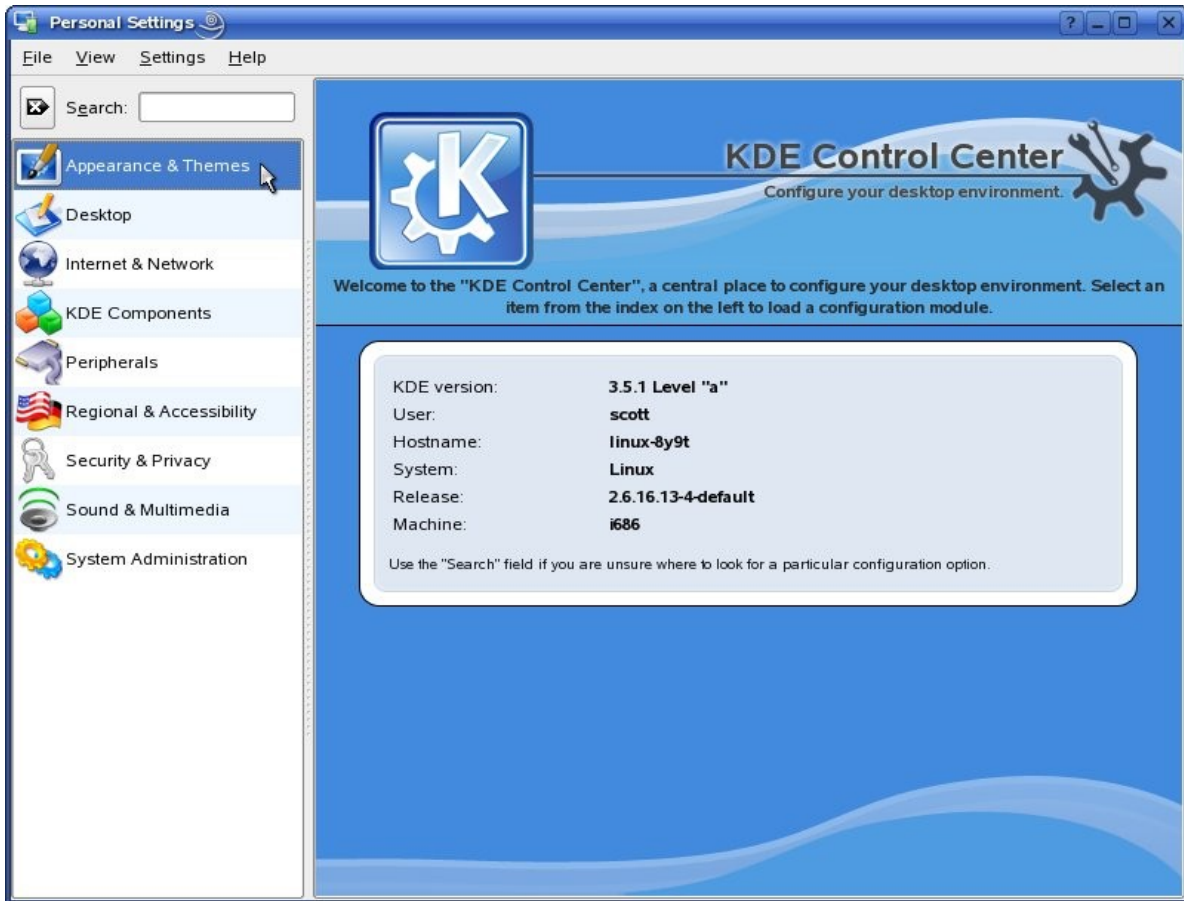 Personal Settings
File View Settings Help
Search:
Appearance & Themes
Desktop
Internet & Network
KDE Components
Peripherals
Regional & Accessibility
Security & Privacy
Sound & Multimedia
System Administration
KDE Control Center
Configure your desktop environment.
Welcome to the "KDE Control Center", a central place to configure your desktop environment. Select an
item from the index on the left to load a configuration module.
KDE version: 3.5.1 Level "a"
User: scott
Hostname: linux-8y9t
System: Linux
Release: 2.6.16.13-4-default
Machine: i686
Use the "Search" field if you are unsure where to look for a particular configuration option.